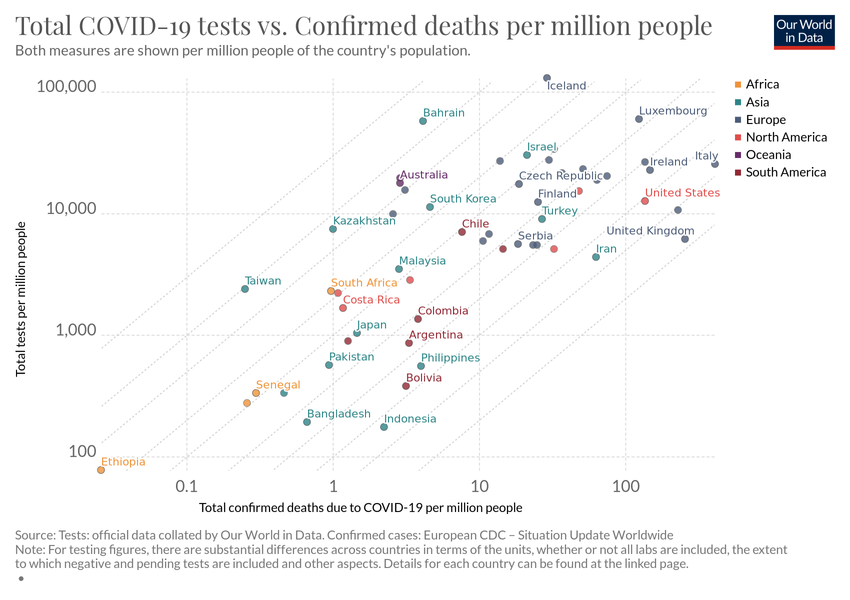 Total COVID-19 tests vs. Confirmed deaths per million people
Both measures are shown per million people of the country's population.
Our World
in Data
100,000
10,000
1,000
100
Total tests per million people
0.1
1
10
100
Total confirmed deaths due to COVID-19 per million people
Iceland
Bahrain
Luxembourg
Israel
Italy
Ireland
Australia
Czech Republic
South Korea
Finland
United States
Turkey
Kazakhstan
Chile
Serbia
United Kingdom
Iran
Malaysia
Taiwan
South Africa
Costa Rica
Colombia
Japan
Argentina
Pakistan
Philippines
Bolivia
Senegal
Bangladesh
Indonesia
Ethiopia
Africa
Asia
Europe
North America
Oceania
South America
Source: Tests: official data collated by Our World in Data. Confirmed cases: European CDC – Situation Update Worldwide
Note: For testing figures, there are substantial differences across countries in terms of the units, whether or not all labs are included, the extent
to which negative and pending tests are included and other aspects. Details for each country can be found at the linked page.